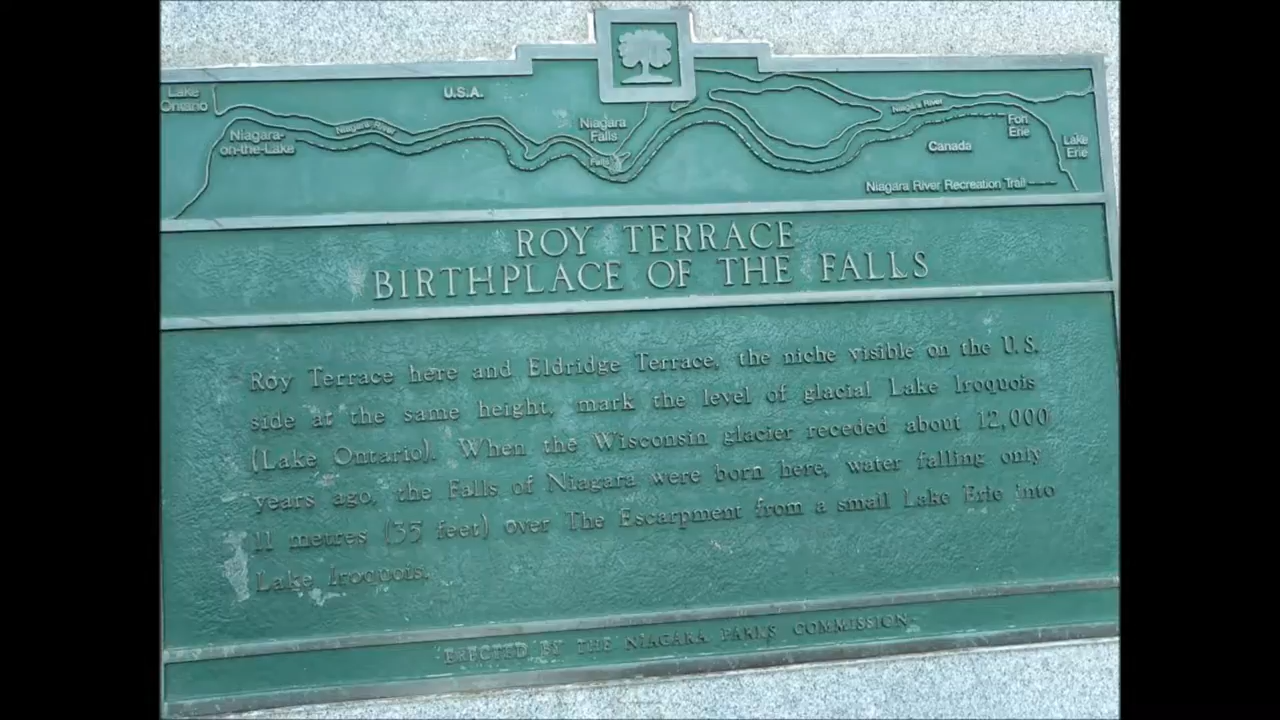 Lake
Ontario
U.S.A.
Niagara River
Niagara-
on-the-Lake
Niagara
Falls
Falls
Niagara River
Fort
Erie
Canada
Lake
Erie
Niagara River Recreation Trail
ROY TERRACE
BIRTHPLACE OF THE FALLS
Roy Terrace here and Eldridge Terrace, the niche visible on the U.S.
side at the same height, mark the level of glacial Lake Iroquois
(Lake Ontario). When the Wisconsin glacier receded about 12,000
years ago, the Falls of Niagara were born here, water falling only
11 metres (35 feet) over The Escarpment from a small Lake Erie into
Lake Iroquois.
ERECTED BY THE NIAGARA PARKS COMMISSION